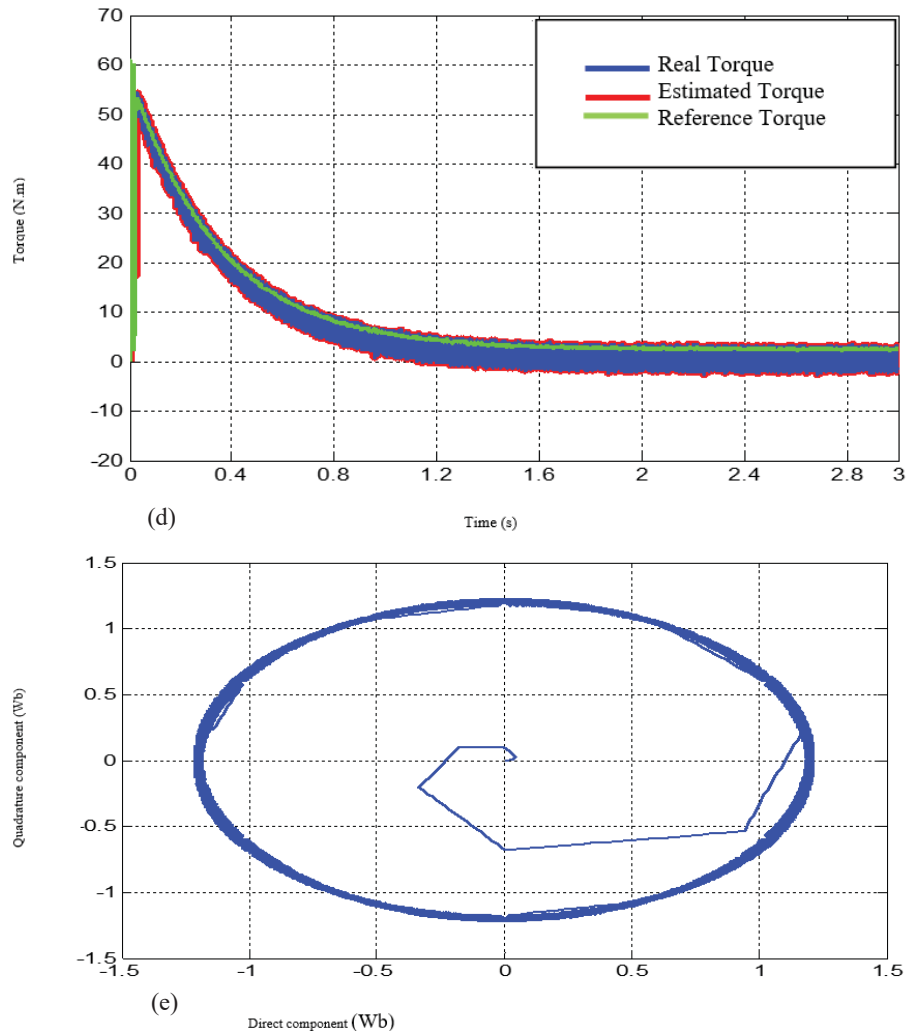 70
60
50
40
30
20
10
0
-10
-20
Torque (N.m)
Real Torque
Estimated Torque
Reference Torque
0 0.4 0.8 1.2 1.6 2 2.4 2.8 3
(d)
Time (s)
1.5
1
0.5
0
-0.5
-1
-1.5
Quadrature component (Wb)
-1.5 -1 -0.5 0 0.5 1 1.5
(e)
Direct component (Wb)